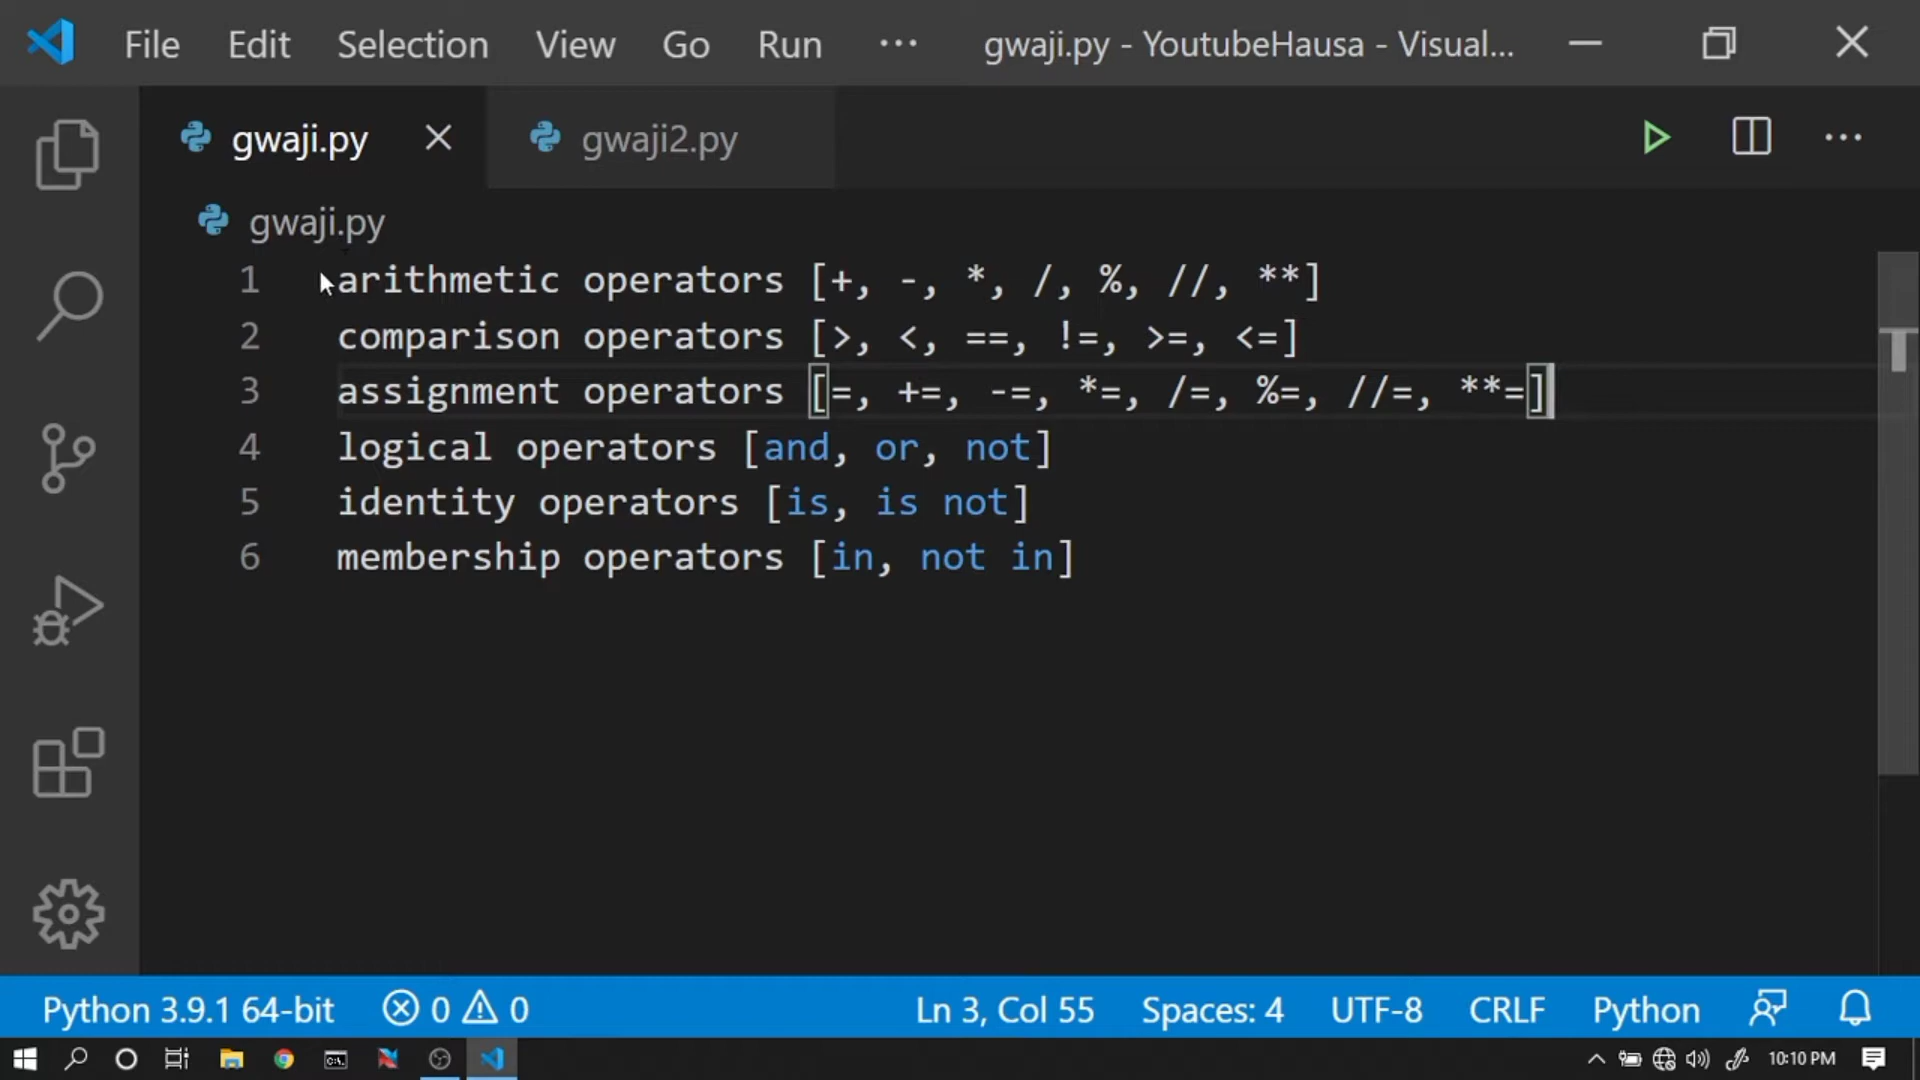 File Edit Selection View Go Run ··· gwaji.py - YoutubeHausa - Visual...
gwaji.py gwaji2.py
gwaji.py
1 arithmetic operators [+, -, *, /, %, //, **]
2 comparison operators [>, <, ==, !=, >=, <=]
3 assignment operators [=, +=, -=, *=, /=, %=, //=, **=]
4 logical operators [and, or, not]
5 identity operators [is, is not]
6 membership operators [in, not in]
Python 3.9.1 64-bit 0 0 Ln 3, Col 55 Spaces: 4 UTF-8 CRLF Python
10:10 PM